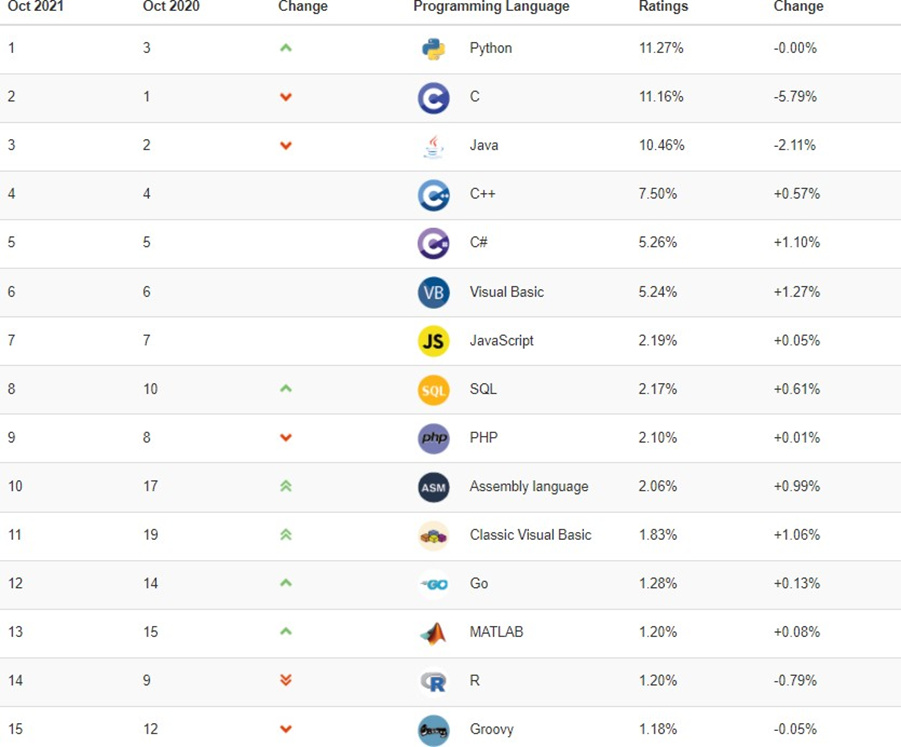 Oct 2021 Oct 2020 Change Programming Language Ratings Change
1 3 Python 11.27% -0.00%
2 1 C 11.16% -5.79%
3 2 Java 10.46% -2.11%
4 4 C++ 7.50% +0.57%
5 5 C# 5.26% +1.10%
6 6 VB Visual Basic 5.24% +1.27%
7 7 JS JavaScript 2.19% +0.05%
8 10 SQL SQL 2.17% +0.61%
9 8 php PHP 2.10% +0.01%
10 17 ASM Assembly language 2.06% +0.99%
11 19 Classic Visual Basic 1.83% +1.06%
12 14 GO Go 1.28% +0.13%
13 15 MATLAB 1.20% +0.08%
14 9 R R 1.20% -0.79%
15 12 Groovy 1.18% -0.05%